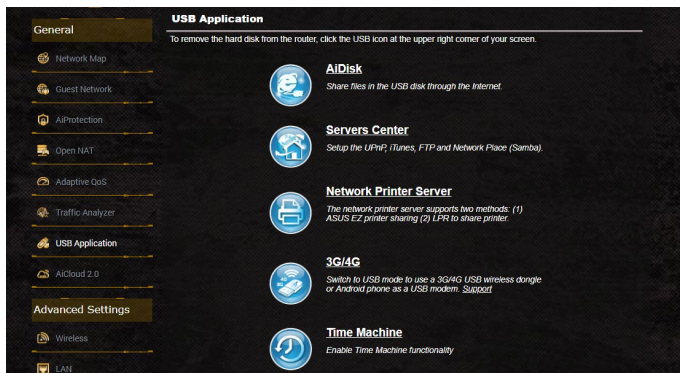 General
Network Map
Guest Network
AiProtection
Open NAT
Adaptive QoS
Traffic Analyzer
USB Application
AiCloud 2.0
Advanced Settings
Wireless
LAN
USB Application
To remove the hard disk from the router, click the USB icon at the upper right corner of your screen.
AiDisk
Share files in the USB disk through the Internet.
Servers Center
Setup the UPnP, iTunes, FTP and Network Place (Samba).
Network Printer Server
The network printer server supports two methods: (1)
ASUS EZ printer sharing (2) LPR to share printer.
3G/4G
Switch to USB mode to use a 3G/4G USB wireless dongle
or Android phone as a USB modem. Support
Time Machine
Enable Time Machine functionality